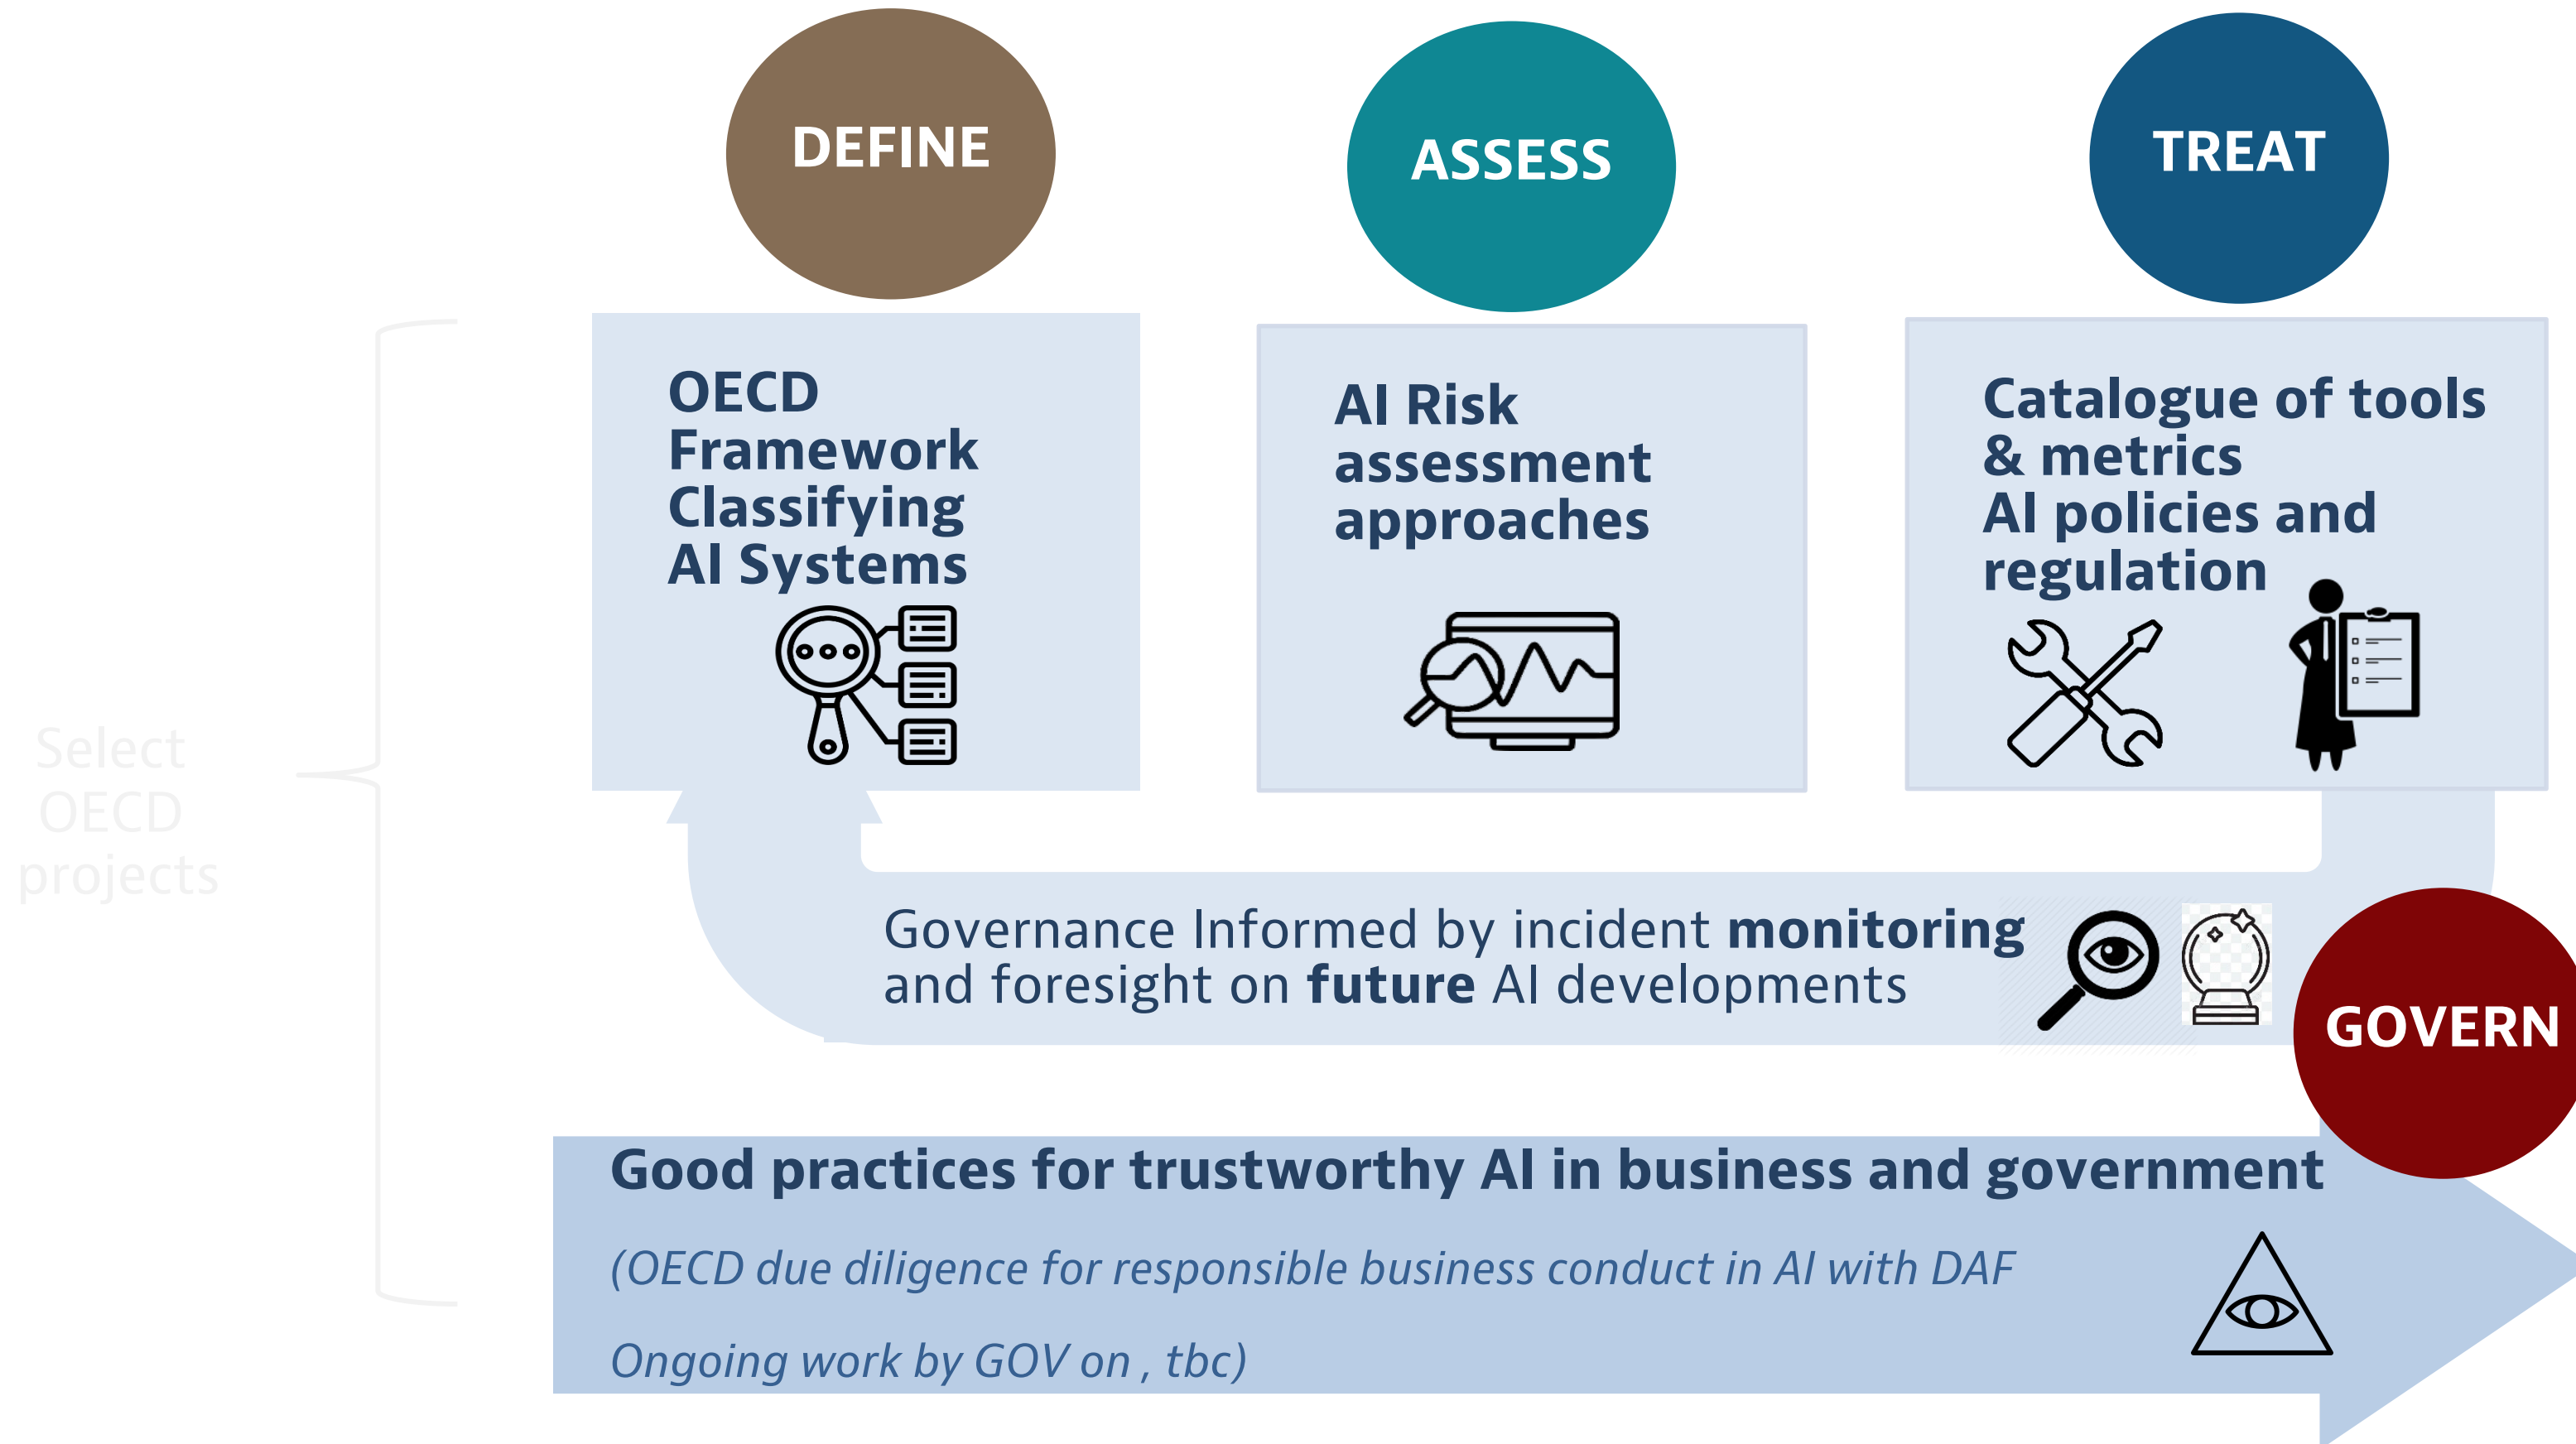 DEFINE
ASSESS
TREAT
OECD
Framework
Classifying
AI Systems
AI Risk
assessment
approaches
Catalogue of tools
& metrics
AI policies and
regulation
Select
OECD
projects
Governance Informed by incident monitoring
and foresight on future AI developments
GOVERN
Good practices for trustworthy AI in business and government
(OECD due diligence for responsible business conduct in AI with DAF
Ongoing work by GOV on , tbc)